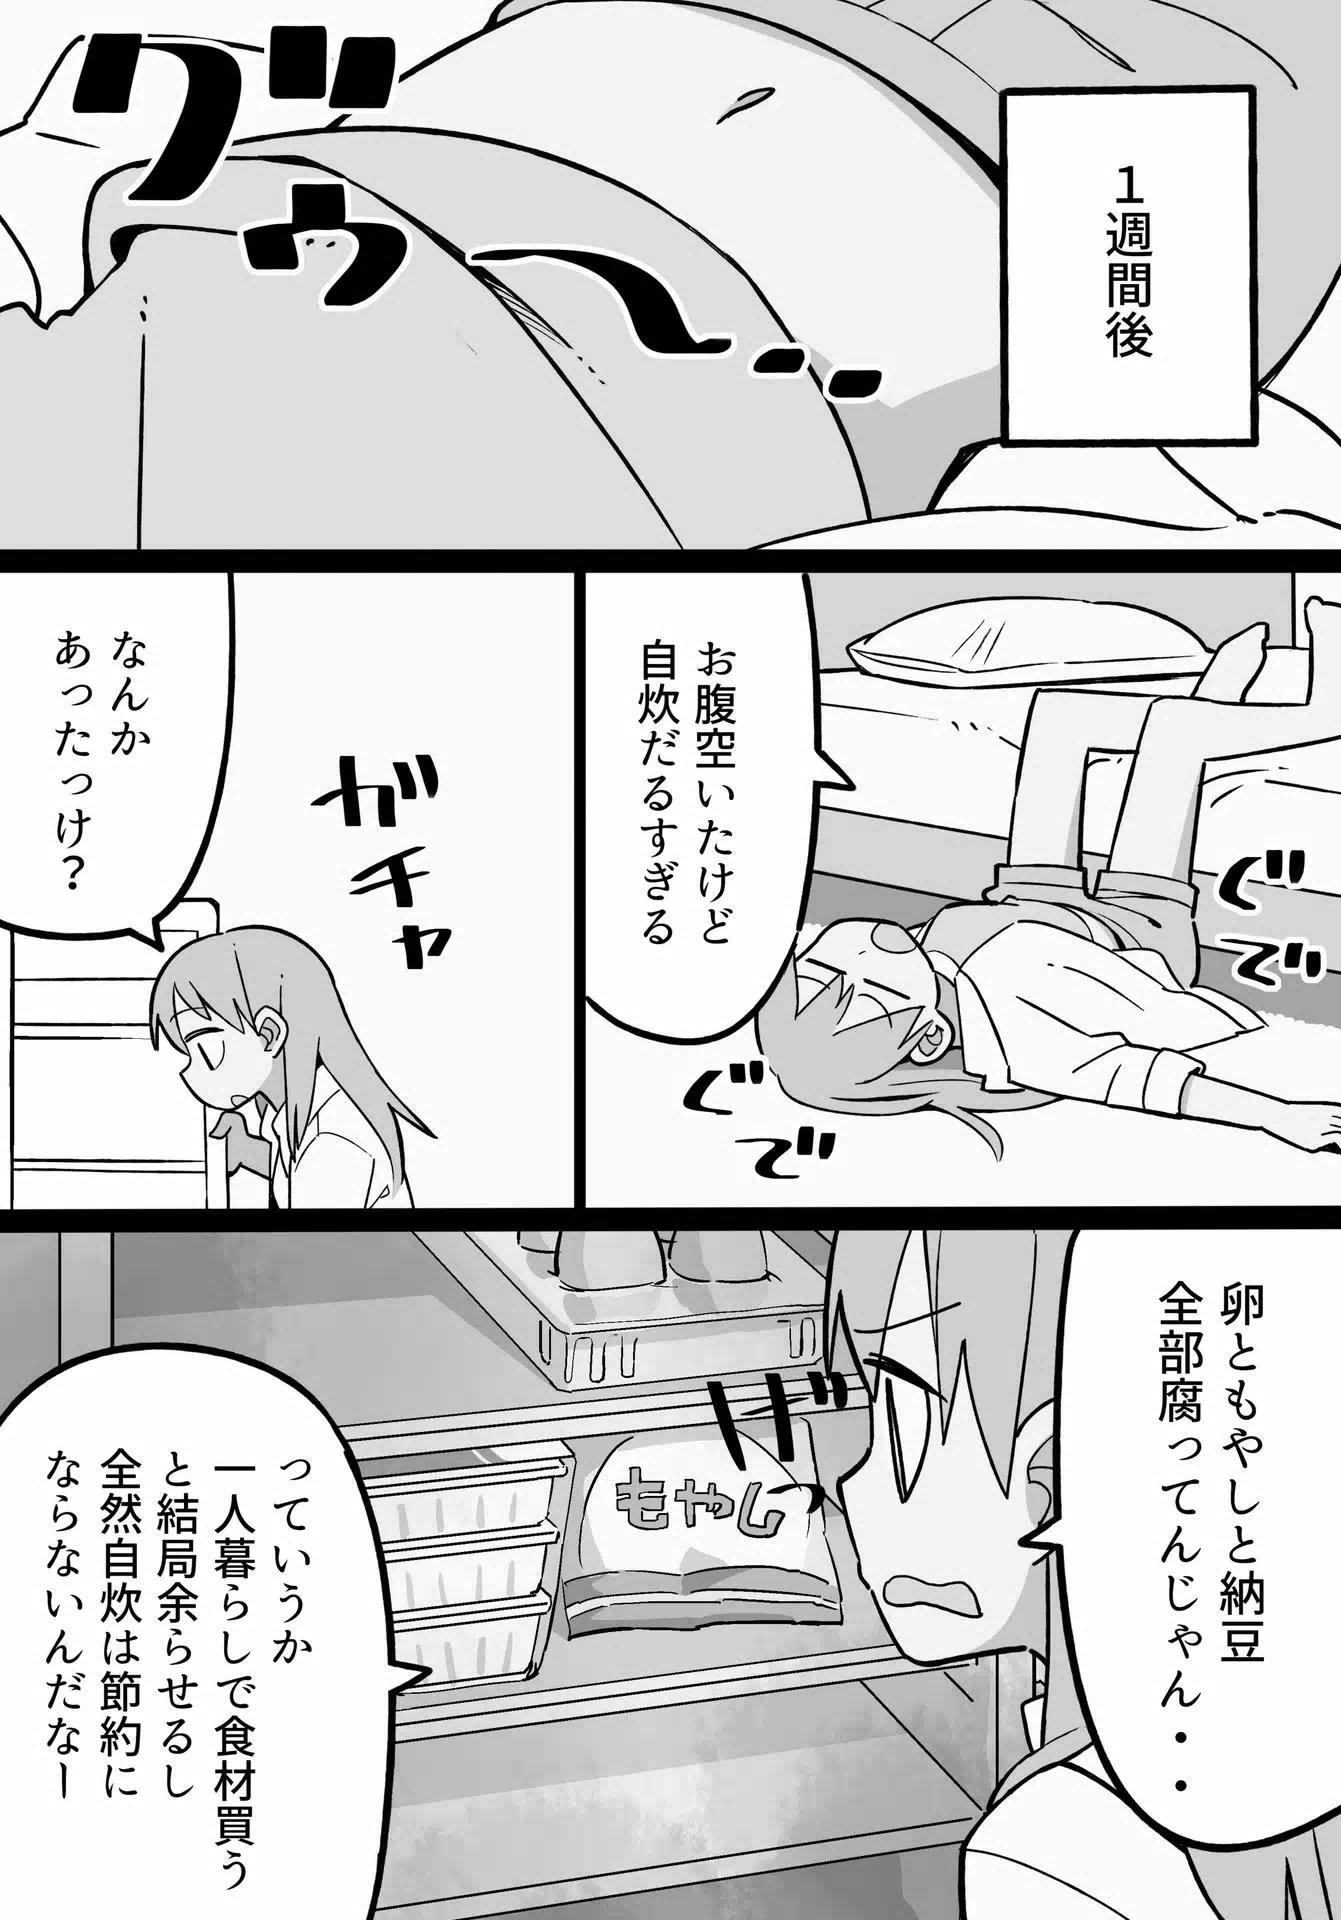 1週間後
グゥ〜…
お腹空いたけど
自炊だるすぎる
ぐで
ぐで
なんか
あったっけ?
ガチャ
卵ともやしと納豆
全部腐ってんじゃん・・
もやし
っていうか
一人暮らしで食材買う
と結局余らせるし
全然自炊は節約に
ならないんだなー